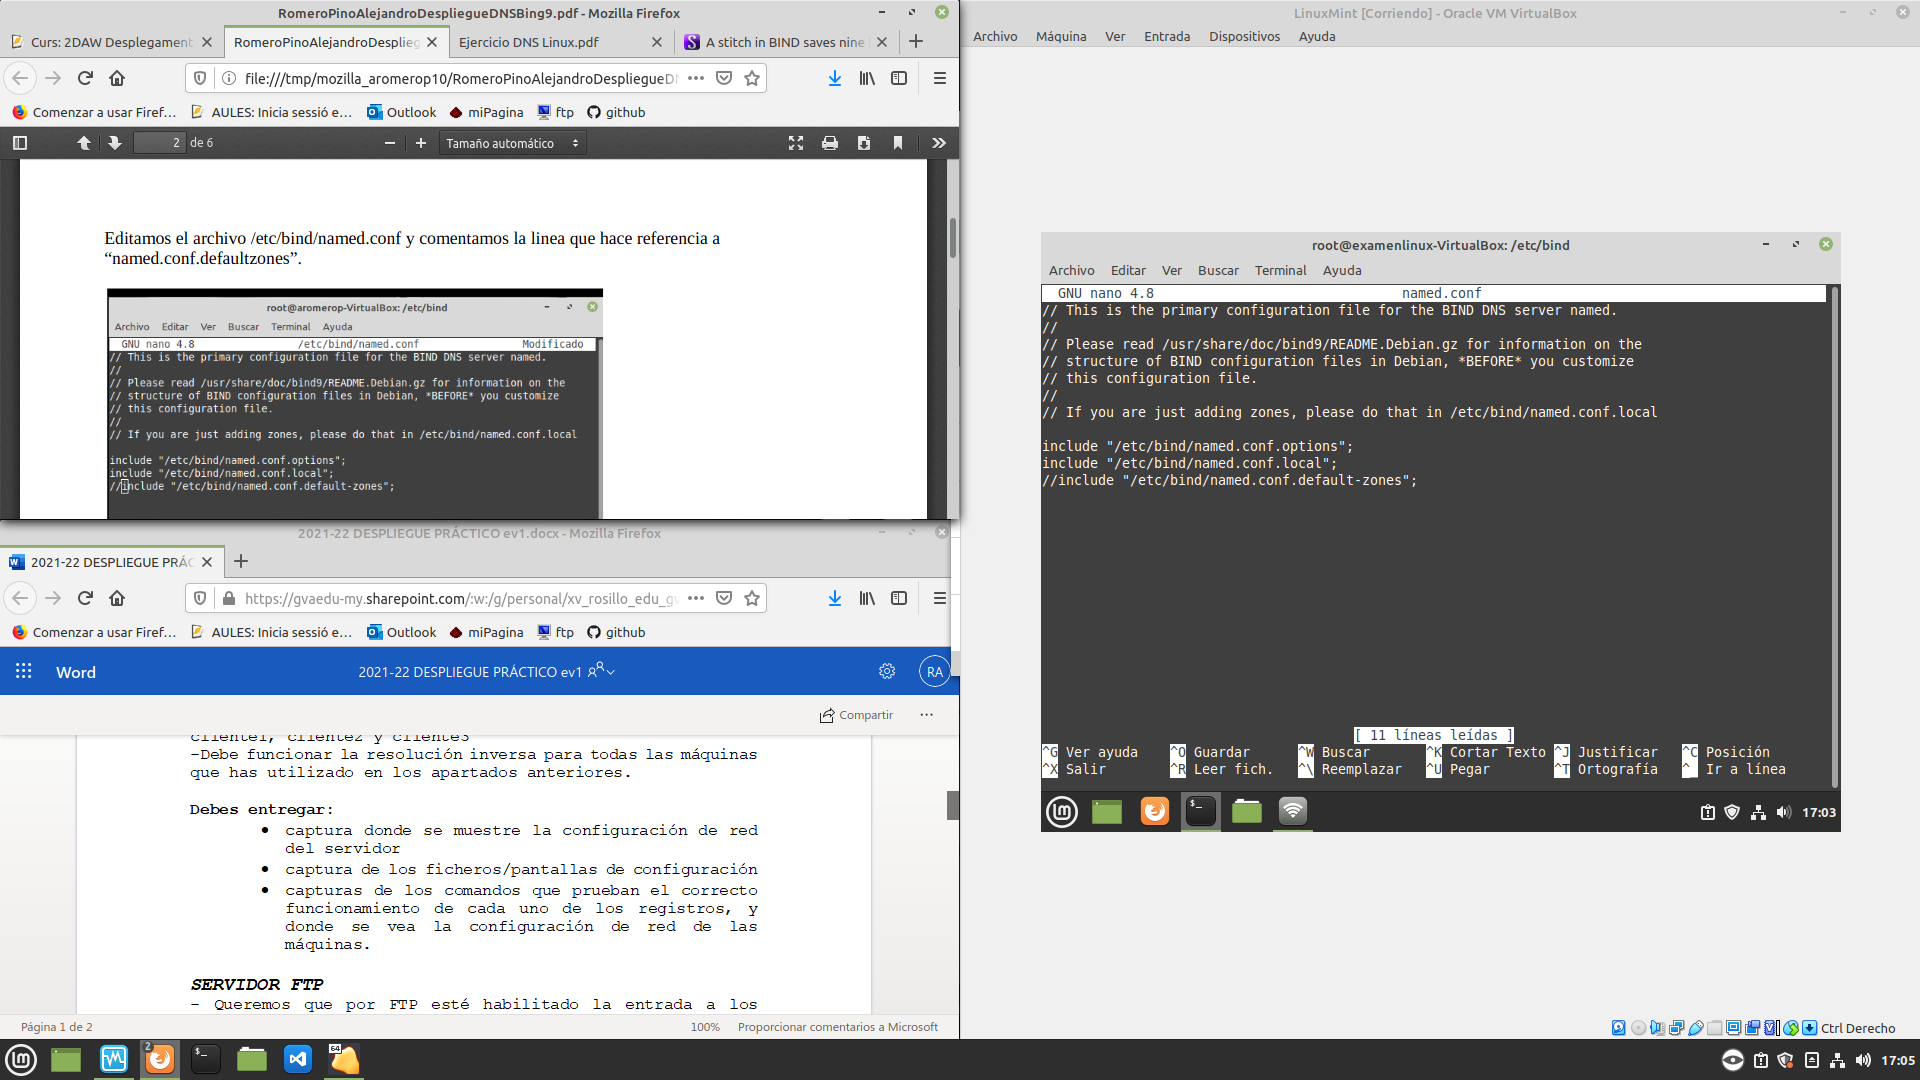 RomeroPinoAlejandroDespliegueDNSBing9.pdf - Mozilla Firefox
Curs: 2DAW Desplegament
RomeroPinoAlejandroDesplieg
Ejercicio DNS Linux.pdf
A stitch in BIND saves nine
file:///tmp/mozilla_aromerop10/RomeroPinoAlejandroDespliegueDN
Comenzar a usar Firef…
AULES: Inicia sessió e…
Outlook
miPagina
ftp
github
2 de 6
Tamaño automático
Editamos el archivo /etc/bind/named.conf y comentamos la linea que hace referencia a
“named.conf.defaultzones”.
root@aromerop-VirtualBox: /etc/bind
Archivo Editar Ver Buscar Terminal Ayuda
GNU nano 4.8 /etc/bind/named.conf Modificado
// This is the primary configuration file for the BIND DNS server named.
//
// Please read /usr/share/doc/bind9/README.Debian.gz for information on the
// structure of BIND configuration files in Debian, *BEFORE* you customize
// this configuration file.
//
// If you are just adding zones, please do that in /etc/bind/named.conf.local
include "/etc/bind/named.conf.options";
include "/etc/bind/named.conf.local";
//include "/etc/bind/named.conf.default-zones";
2021-22 DESPLIEGUE PRÁCTICO ev1.docx - Mozilla Firefox
2021-22 DESPLIEGUE PRÁC
https://gvaedu-my.sharepoint.com/:w:/g/personal/xv_rosillo_edu_gv
Comenzar a usar Firef…
AULES: Inicia sessió e…
Outlook
miPagina
ftp
github
Word
2021-22 DESPLIEGUE PRÁCTICO ev1
RA
Compartir
cliente1, cliente2 y cliente3
-Debe funcionar la resolución inversa para todas las máquinas
que has utilizado en los apartados anteriores.
Debes entregar:
• captura donde se muestre la configuración de red
del servidor
• captura de los ficheros/pantallas de configuración
• capturas de los comandos que prueban el correcto
funcionamiento de cada uno de los registros, y
donde se vea la configuración de red de las
máquinas.
SERVIDOR FTP
- Queremos que por FTP esté habilitado la entrada a los
Página 1 de 2
100%
Proporcionar comentarios a Microsoft
LinuxMint [Corriendo] - Oracle VM VirtualBox
Archivo Máquina Ver Entrada Dispositivos Ayuda
root@examenlinux-VirtualBox: /etc/bind
Archivo Editar Ver Buscar Terminal Ayuda
GNU nano 4.8 named.conf
// This is the primary configuration file for the BIND DNS server named.
//
// Please read /usr/share/doc/bind9/README.Debian.gz for information on the
// structure of BIND configuration files in Debian, *BEFORE* you customize
// this configuration file.
//
// If you are just adding zones, please do that in /etc/bind/named.conf.local
include "/etc/bind/named.conf.options";
include "/etc/bind/named.conf.local";
//include "/etc/bind/named.conf.default-zones";
[ 11 líneas leídas ]
^G Ver ayuda ^O Guardar ^W Buscar ^K Cortar Texto ^J Justificar ^C Posición
^X Salir ^R Leer fich. ^\ Reemplazar ^U Pegar ^T Ortografía ^_ Ir a línea
17:03
Ctrl Derecho
2
$_
64
17:05